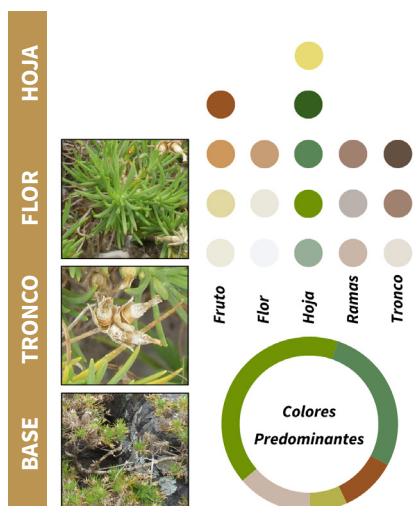 HOJA
FLOR
TRONCO
BASE
Fruto
Flor
Hoja
Ramas
Tronco
Colores
Predominantes